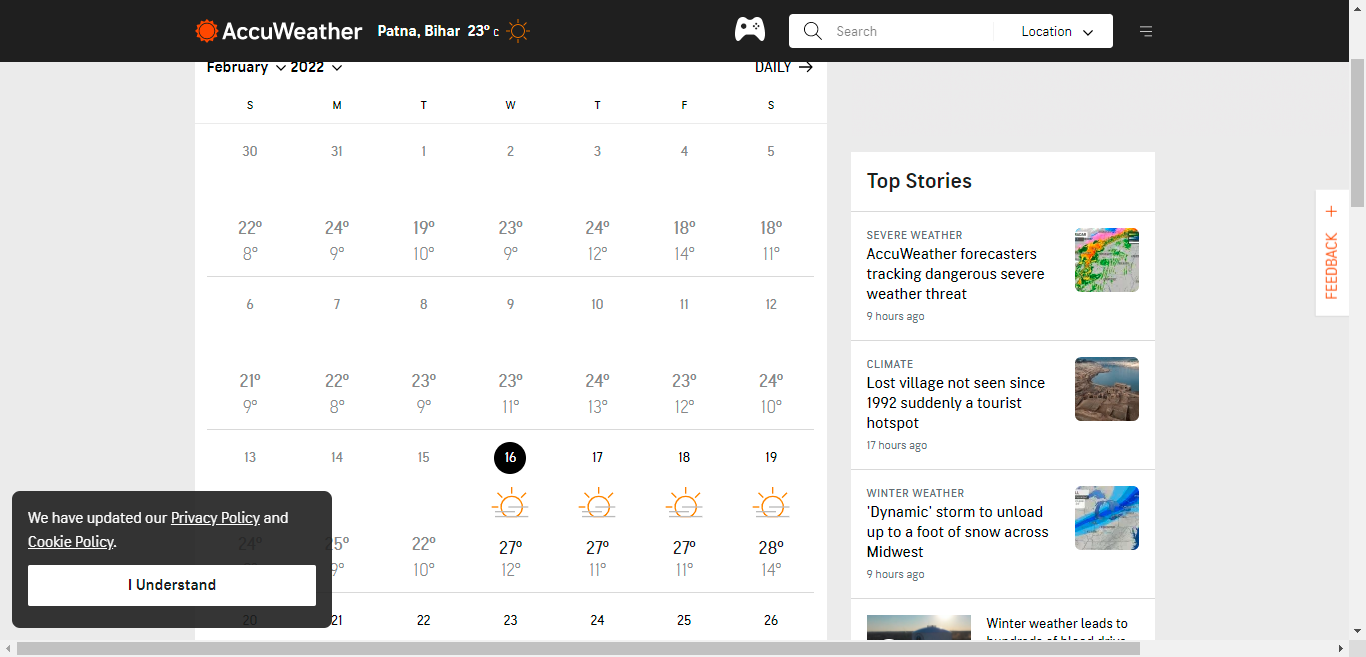 AccuWeather Patna, Bihar 23° c Search Location
February 2022 DAILY
S M T W T F S
30 31 1 2 3 4 5
22° 24° 19° 23° 24° 18° 18°
8° 9° 10° 9° 12° 14° 11°
6 7 8 9 10 11 12
21° 22° 23° 23° 24° 23° 24°
9° 8° 9° 11° 13° 12° 10°
13 14 15 16 17 18 19
24° 25° 22° 27° 27° 27° 28°
9° 10° 12° 11° 11° 14°
20 21 22 23 24 25 26
We have updated our Privacy Policy and
Cookie Policy.
I Understand
Top Stories
SEVERE WEATHER
AccuWeather forecasters
tracking dangerous severe
weather threat
9 hours ago
CLIMATE
Lost village not seen since
1992 suddenly a tourist
hotspot
17 hours ago
WINTER WEATHER
'Dynamic' storm to unload
up to a foot of snow across
Midwest
9 hours ago
Winter weather leads to
FEEDBACK +